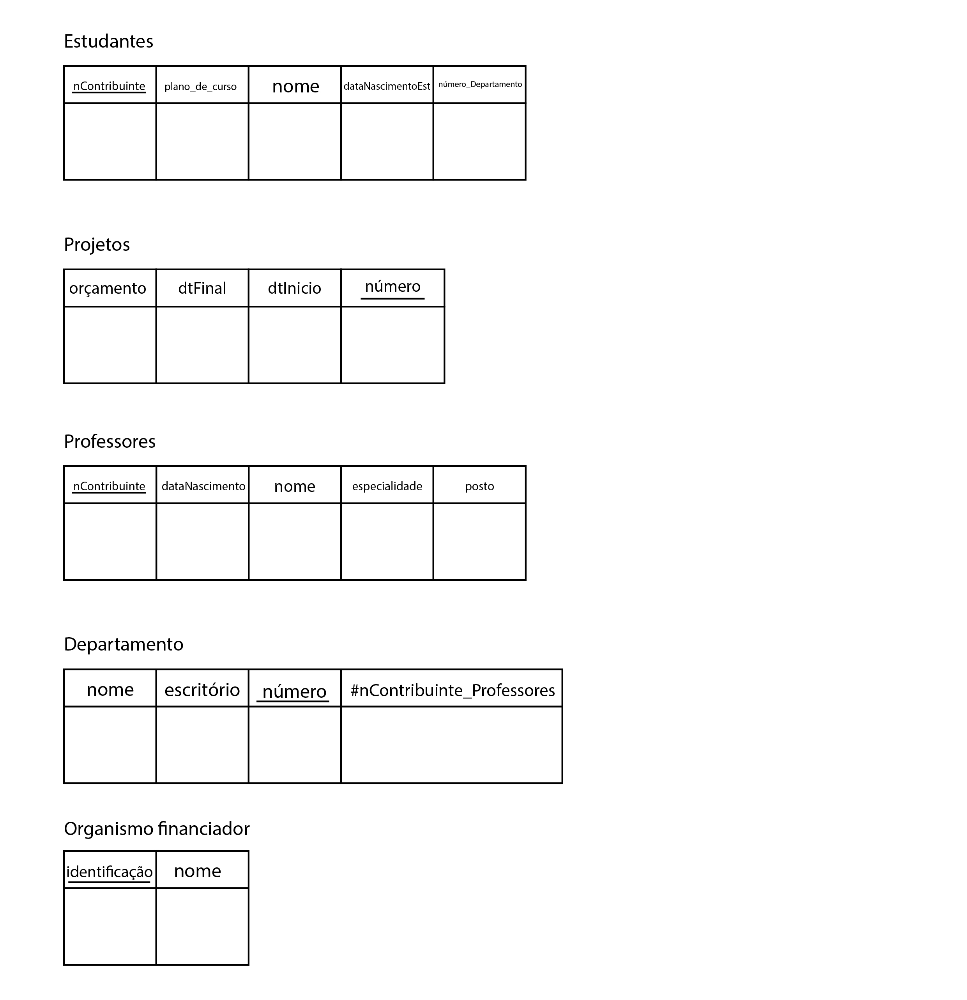 Estudantes
nContribuinte plano_de_curso nome dataNascimentoEst número_Departamento
Projetos
orçamento dtFinal dtInicio número
Professores
nContribuinte dataNascimento nome especialidade posto
Departamento
nome escritório número #nContribuinte_Professores
Organismo financiador
identificação nome